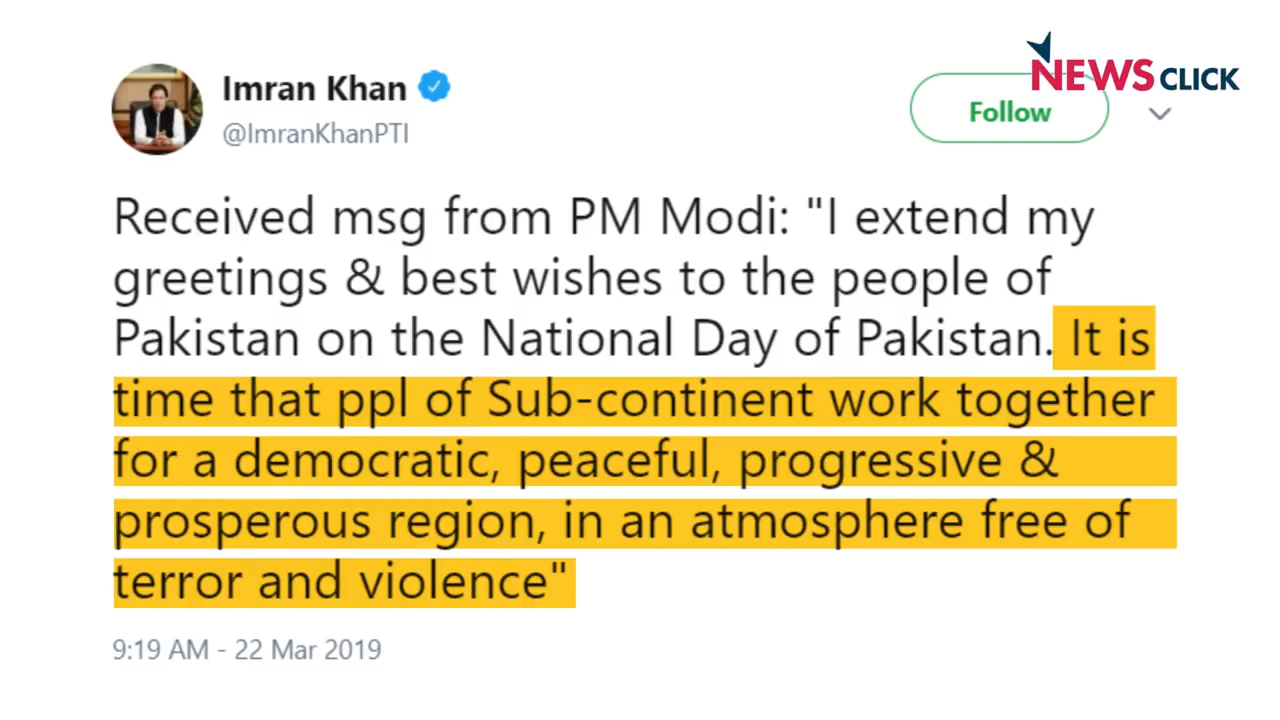 NEWSCLICK
Imran Khan
@ImranKhanPTI
Follow
Received msg from PM Modi: "I extend my
greetings & best wishes to the people of
Pakistan on the National Day of Pakistan. It is
time that ppl of Sub-continent work together
for a democratic, peaceful, progressive &
prosperous region, in an atmosphere free of
terror and violence"
9:19 AM - 22 Mar 2019